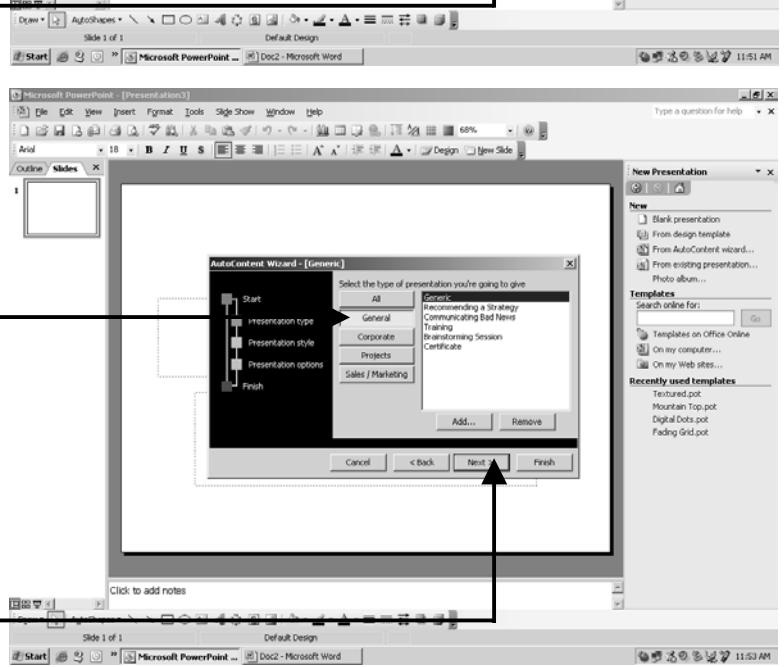 Draw AutoShapes
Slide 1 of 1 Default Design
Start » Microsoft PowerPoint ... Doc2 - Microsoft Word 11:51 AM
Microsoft PowerPoint - [Presentation3]
File Edit View Insert Format Tools Slide Show Window Help Type a question for help
68%
Arial 18 B I U S A A A Design New Slide
Outline Slides
1
New Presentation
New
Blank presentation
From design template
From AutoContent wizard...
From existing presentation...
Photo album...
Templates
Search online for:
Go
Templates on Office Online
On my computer...
On my Web sites...
Recently used templates
Textured.pot
Mountain Top.pot
Digital Dots.pot
Fading Grid.pot
AutoContent Wizard - [Generic]
Start
Presentation type
Presentation style
Presentation options
Finish
Select the type of presentation you're going to give
All
General
Corporate
Projects
Sales / Marketing
Generic
Recommending a Strategy
Communicating Bad News
Training
Brainstorming Session
Certificate
Add... Remove
Cancel < Back Next > Finish
Click to add notes
Slide 1 of 1 Default Design
Start » Microsoft PowerPoint ... Doc2 - Microsoft Word 11:53 AM